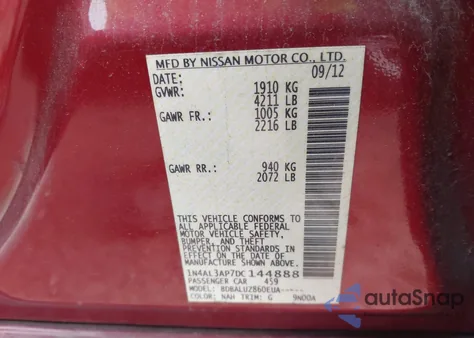 MFD BY NISSAN MOTOR CO., LTD.
DATE: 09/12
GVWR: 1910 KG
4211 LB
GAWR FR.: 1005 KG
2216 LB
GAWR RR.: 940 KG
2072 LB
THIS VEHICLE CONFORMS TO
ALL APPLICABLE FEDERAL
MOTOR VEHICLE SAFETY,
BUMPER, AND THEFT
PREVENTION STANDARDS IN
EFFECT ON THE DATE OF
MANUFACTURE SHOWN ABOVE.
1N4AL3AP7DC144888
PASSENGER CAR 459
MODEL: BDBALUZ860EUA-----
COLOR: NAH TRIM: G 9N00A
autoSnap